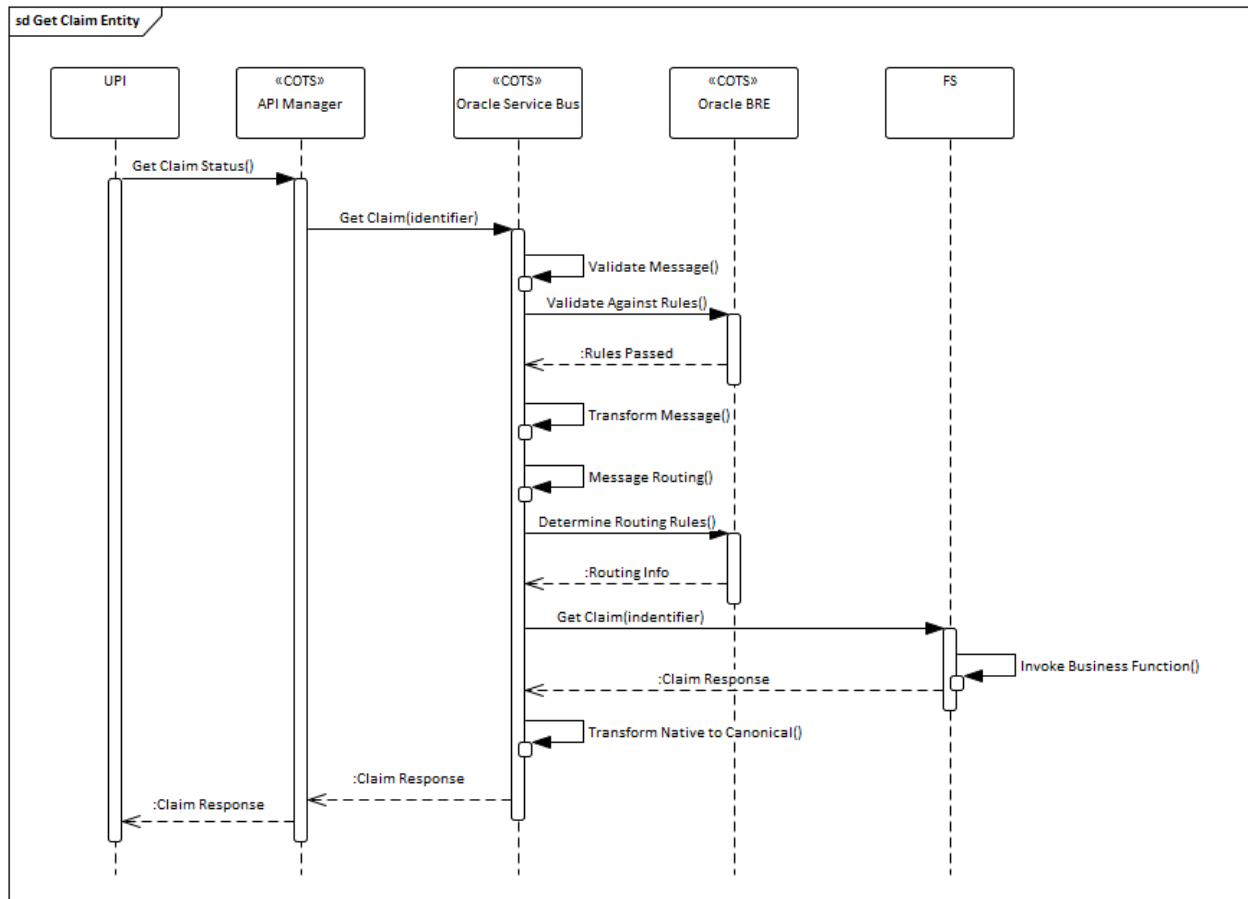 sd Get Claim Entity
UPI
«COTS»
API Manager
«COTS»
Oracle Service Bus
«COTS»
Oracle BRE
FS
Get Claim Status()
Get Claim(identifier)
Validate Message()
Validate Against Rules()
:Rules Passed
Transform Message()
Message Routing()
Determine Routing Rules()
:Routing Info
Get Claim(indentifier)
Invoke Business Function()
:Claim Response
Transform Native to Canonical()
:Claim Response
:Claim Response